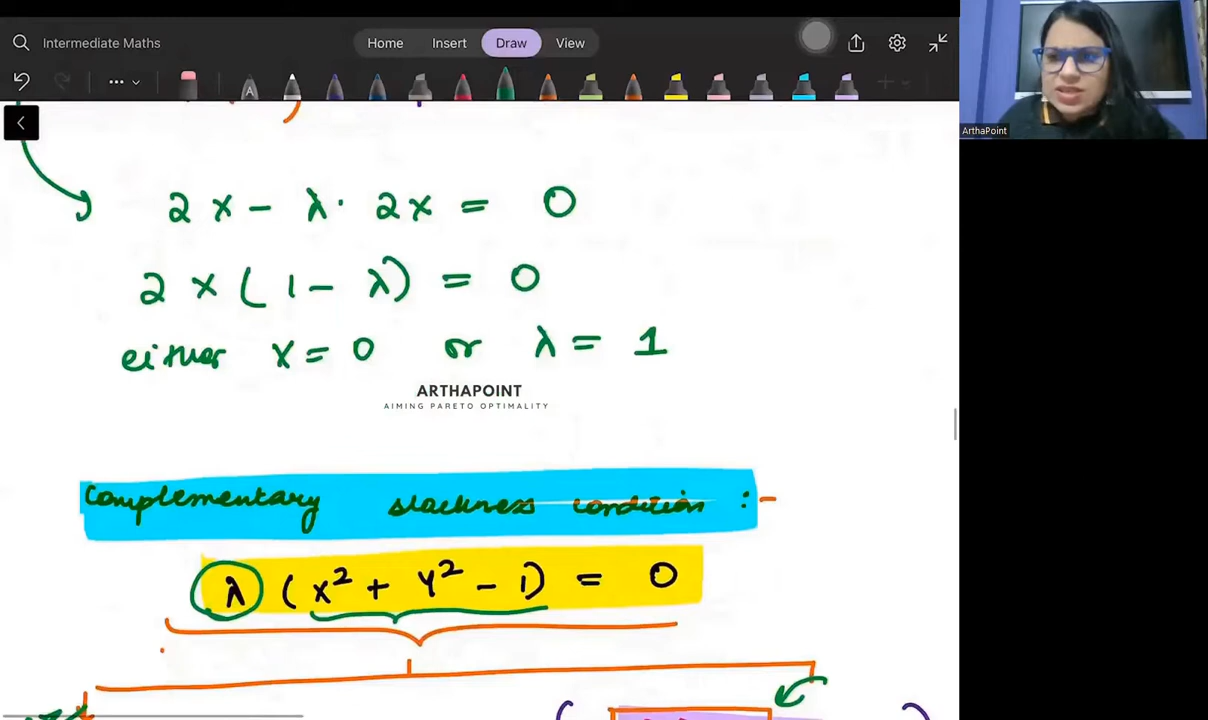 Intermediate Maths
Home Insert Draw View
ArthaPoint
2x - λ· 2x = 0
2x(1 - λ) = 0
either x = 0 or λ = 1
ARTHAPOINT
AIMING PARETO OPTIMALITY
Complementary slackness condition :-
λ (x² + y² - 1) = 0